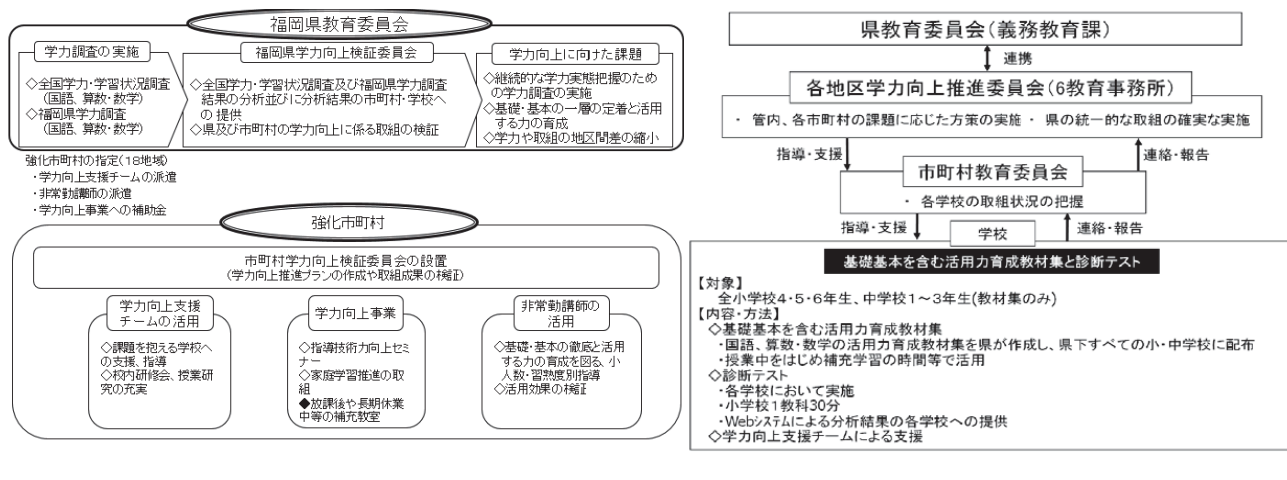 福岡県教育委員会
学力調査の実施
◇全国学力・学習状況調査
(国語、算数・数学)
◇福岡県学力調査
(国語、算数・数学)
福岡県学力向上検証委員会
◇全国学力・学習状況調査及び福岡県学力調査
結果の分析並びに分析結果の市町村・学校へ
の 提供
◇県及び市町村の学力向上に係る取組の検証
学力向上に向けた課題
◇継続的な学力実態把握のため
の学力調査の実施
◇基礎・基本の一層の定着と活用
する力の育成
◇学力や取組の地区間差の縮小
強化市町村の指定(18地域)
・学力向上支援チームの派遣
・非常勤講師の派遣
・学力向上事業への補助金
強化市町村
市町村学力向上検証委員会の設置
(学力向上推進プランの作成や取組成果の検証)
学力向上支援
チームの活用
◇課題を抱える学校へ
の支援、指導
◇校内研修会、授業研
究の充実
学力向上事業
◇指導技術力向上セミ
ナー
◇家庭学習推進の取
組
◆放課後や長期休業
中等の補充教室
非常勤講師の
活用
◇基礎・基本の徹底と活用
する力の育成を図る、小
人数・習熟度別指導
◇活用効果の検証
県教育委員会(義務教育課)
連携
各地区学力向上推進委員会(6教育事務所)
・ 管内、各市町村の課題に応じた方策の実施 ・ 県の統一的な取組の確実な実施
指導・支援
連絡・報告
市町村教育委員会
・ 各学校の取組状況の把握
指導・支援
連絡・報告
学校
基礎基本を含む活用力育成教材集と診断テスト
【対象】
全小学校4・5・6年生、中学校1～3年生(教材集のみ)
【内容・方法】
◇基礎基本を含む活用力育成教材集
・国語、算数・数学の活用力育成教材集を県が作成し、県下すべての小・中学校に配布
・授業中をはじめ補充学習の時間等で活用
◇診断テスト
・各学校において実施
・小学校1教科30分
・Webシステムによる分析結果の各学校への提供
◇学力向上支援チームによる支援